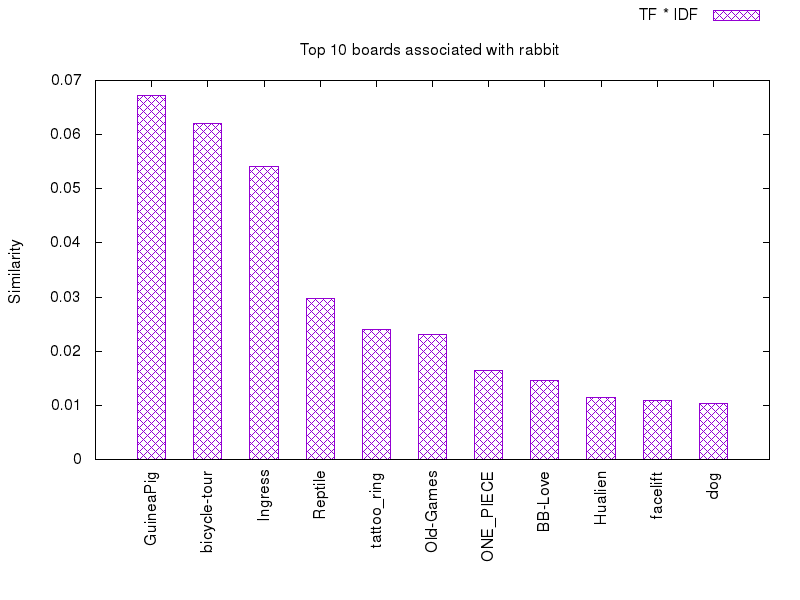 TF * IDF
Top 10 boards associated with rabbit
0.07
0.06
0.05
0.04
0.03
0.02
0.01
0
Similarity
GuineaPig
bicycle-tour
Ingress
Reptile
tattoo_ring
Old-Games
ONE_PIECE
BB-Love
Hualien
facelift
dog